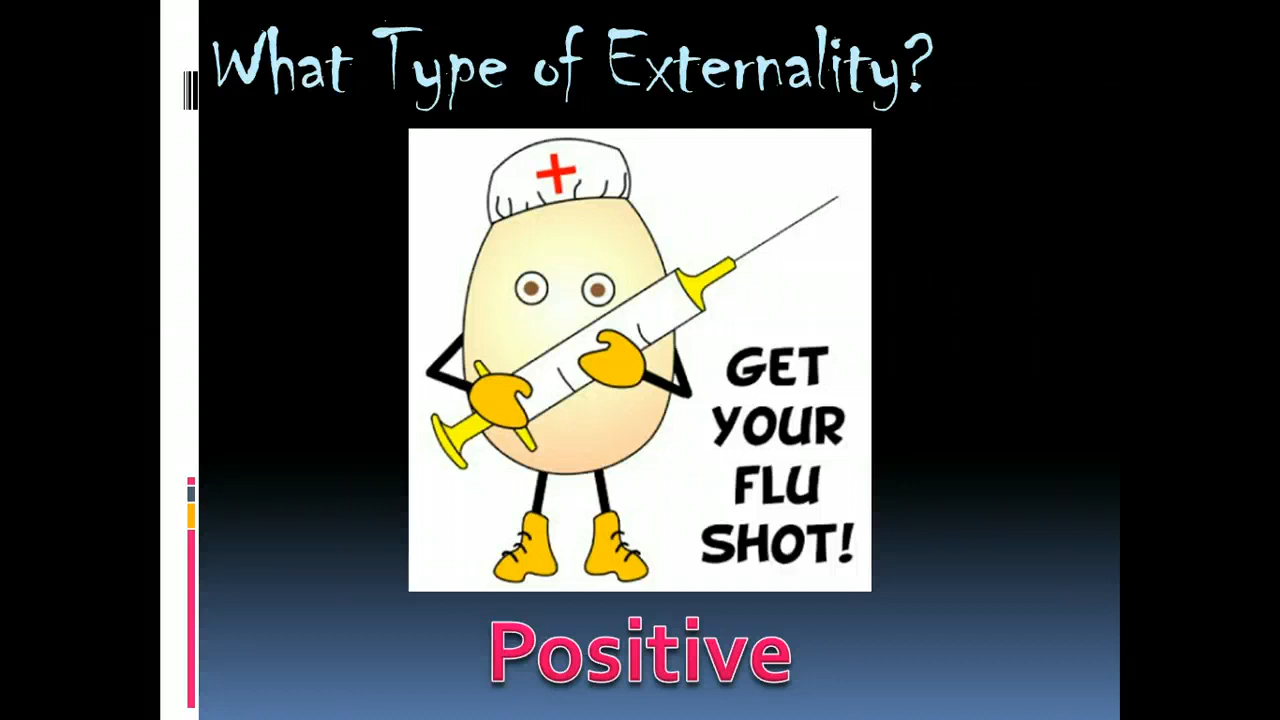 What Type of Externality?
GET
YOUR
FLU
SHOT!
Positive